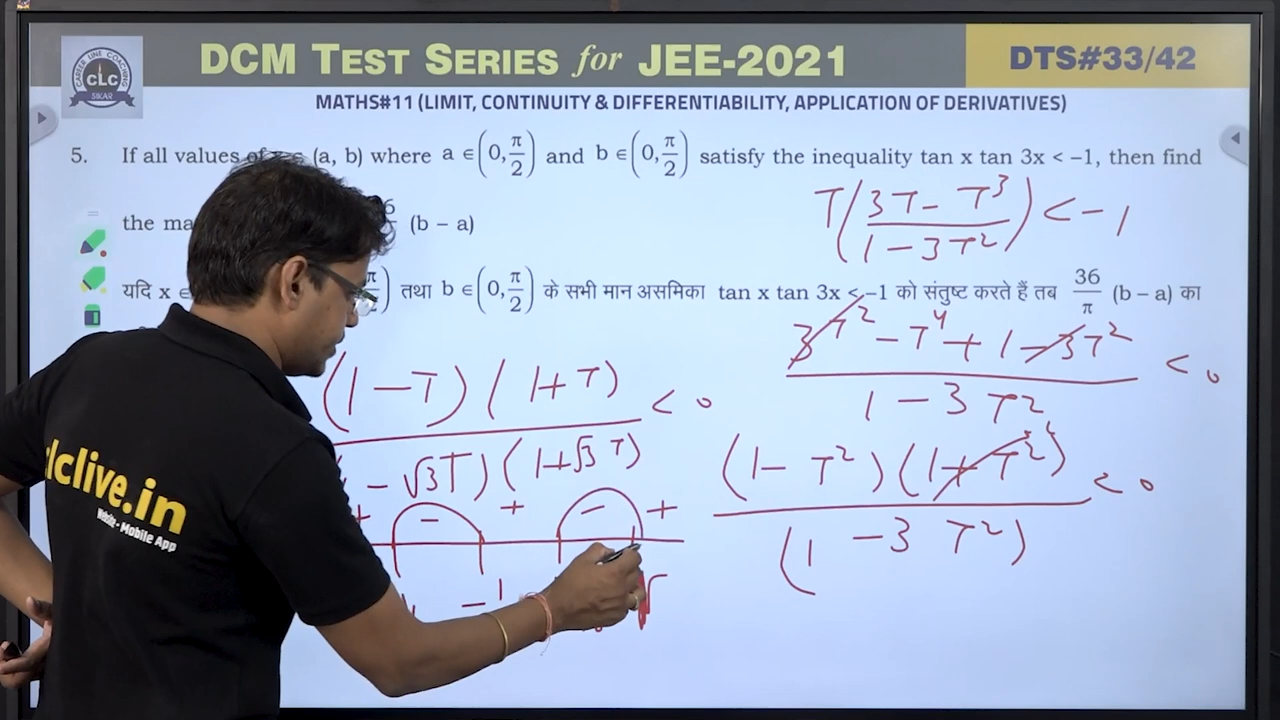 CAREER LINE COACHING
CLC
SIKAR
DCM TEST SERIES for JEE-2021
DTS#33/42
MATHS#11 (LIMIT, CONTINUITY & DIFFERENTIABILITY, APPLICATION OF DERIVATIVES)
5. If all values of (a, b) where a ∈ (0, π/2) and b ∈ (0, π/2) satisfy the inequality tan x tan 3x < –1, then find
the (b – a)
यदि x तथा b ∈ (0, π/2) के सभी मान असमिका tan x tan 3x < –1 को संतुष्ट करते हैं तब 36/π (b – a) का
T((3T - T³)/(1 - 3T²)) < -1
(3T² - T⁴ + 1 - 3T²)/(1 - 3T²) < 0
(1 - T)(1 + T) < 0
- √3T)(1 + √3T)
(1 - T²)(1 + T²) < 0
(1 - 3T²)
+ - + - +
clclive.in
Website - Mobile App